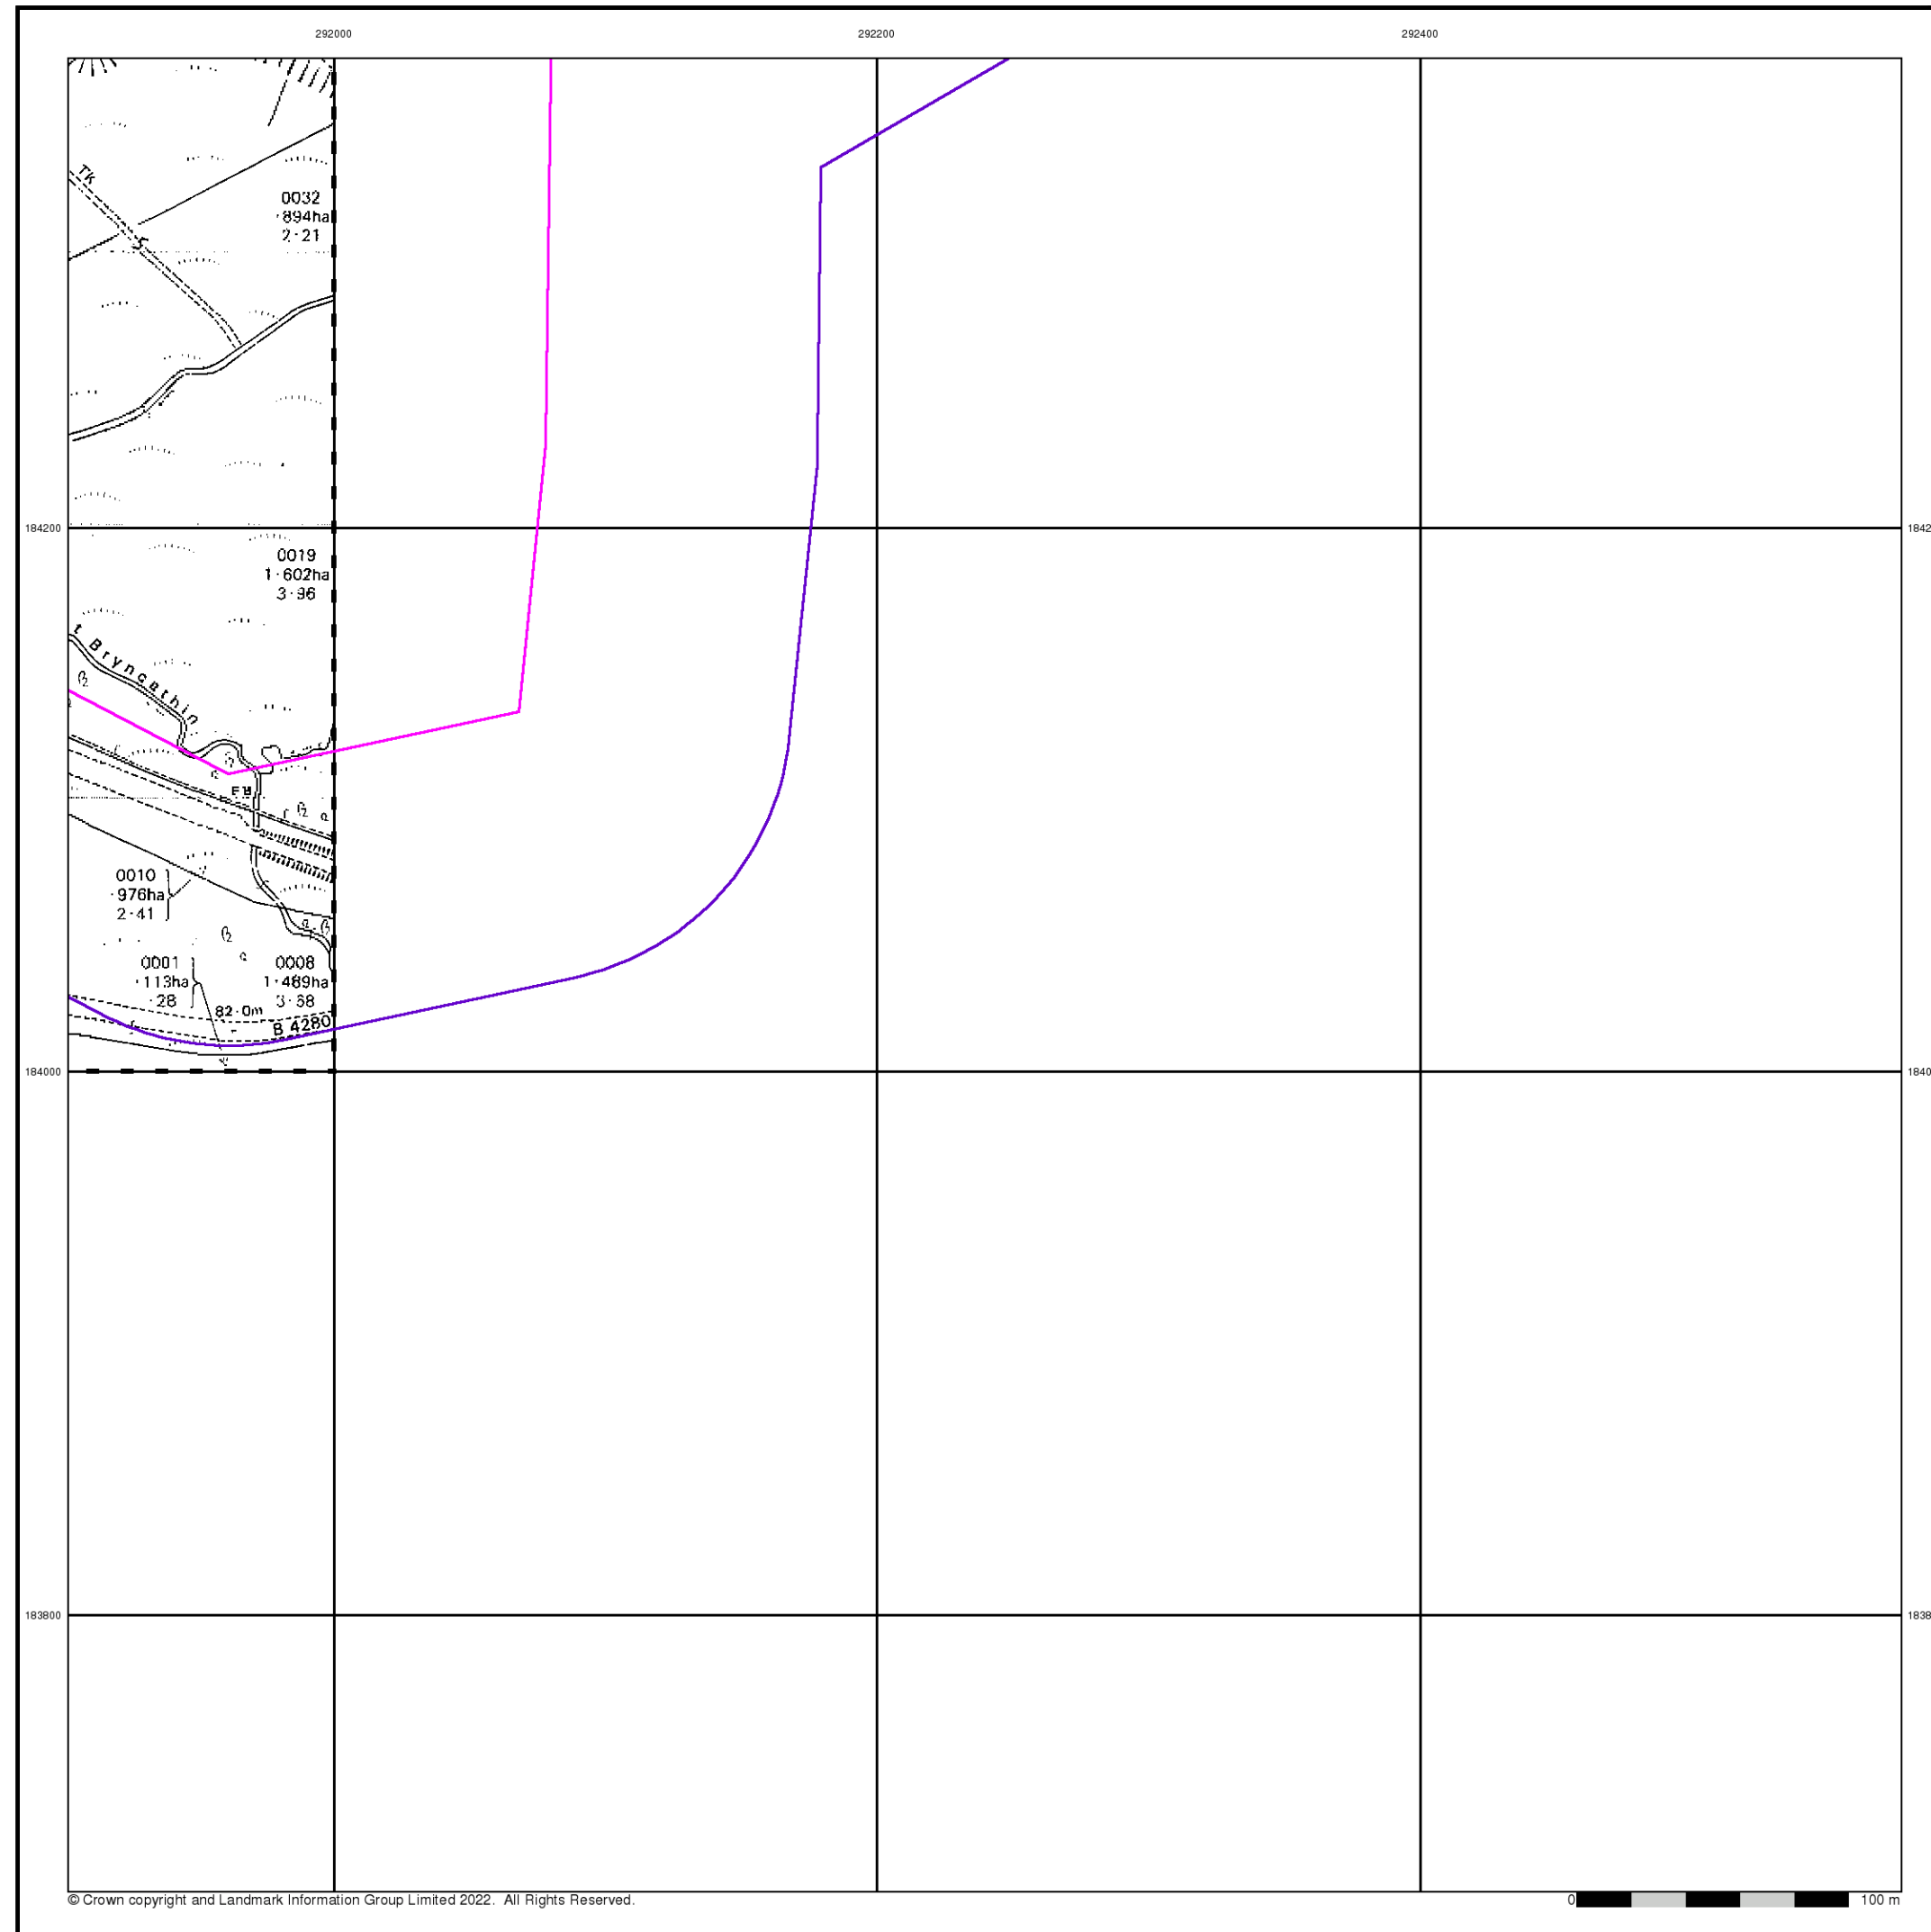 292000
292200
292400
Tk
0032
·894ha
2·21
184200
1842
0019
1·602ha
3·96
t Bryncethin
FB
0010
·976ha
2·41
0001
·113ha
·28
0008
1·489ha
3·68
82·0m
B 4280
184000
1840
183800
1838
© Crown copyright and Landmark Information Group Limited 2022. All Rights Reserved.
0
100 m